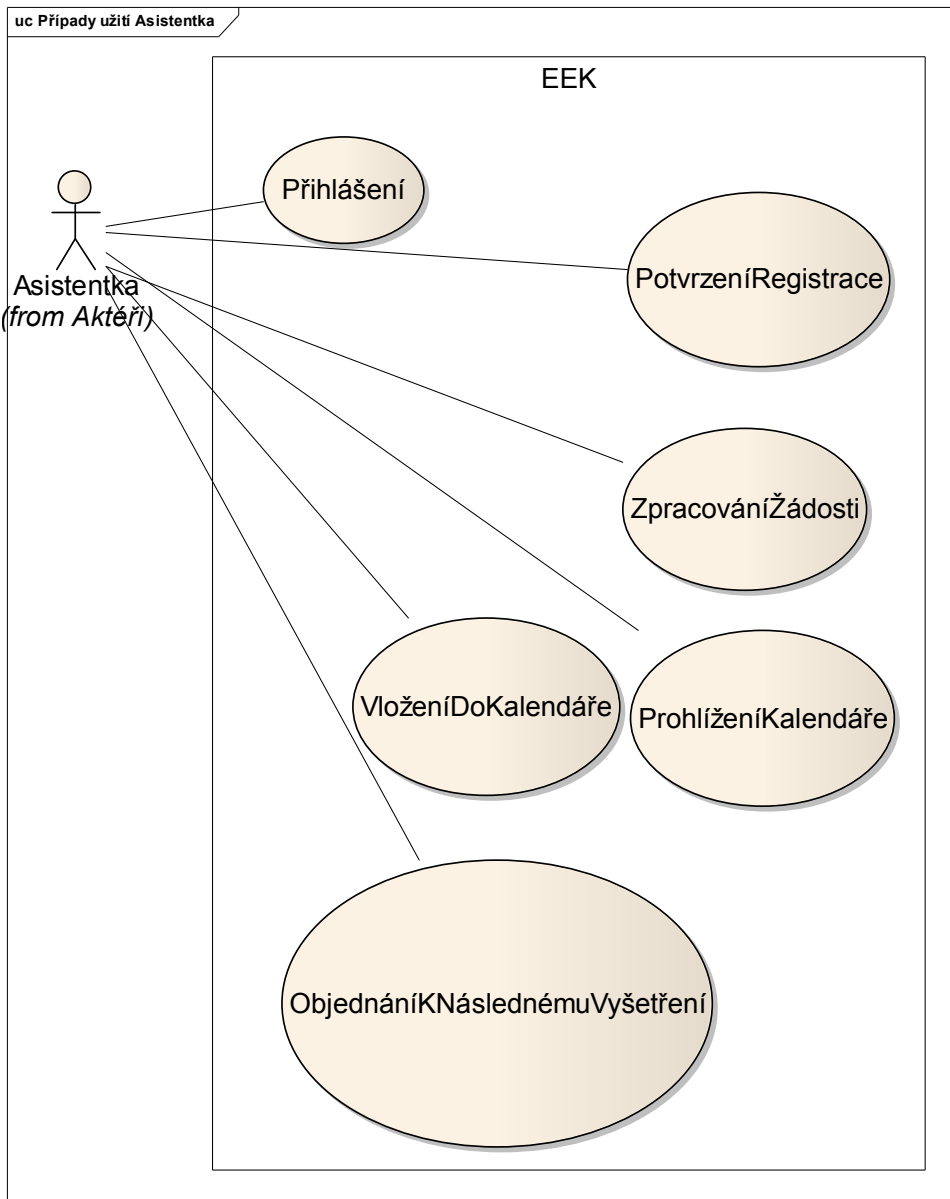 uc Případy užití Asistentka
EEK
Přihlášení
PotvrzeníRegistrace
Asistentka
(from Aktéři)
ZpracováníŽádosti
VloženíDoKalendáře
ProhlíženíKalendáře
ObjednáníKNáslednémuVyšetření